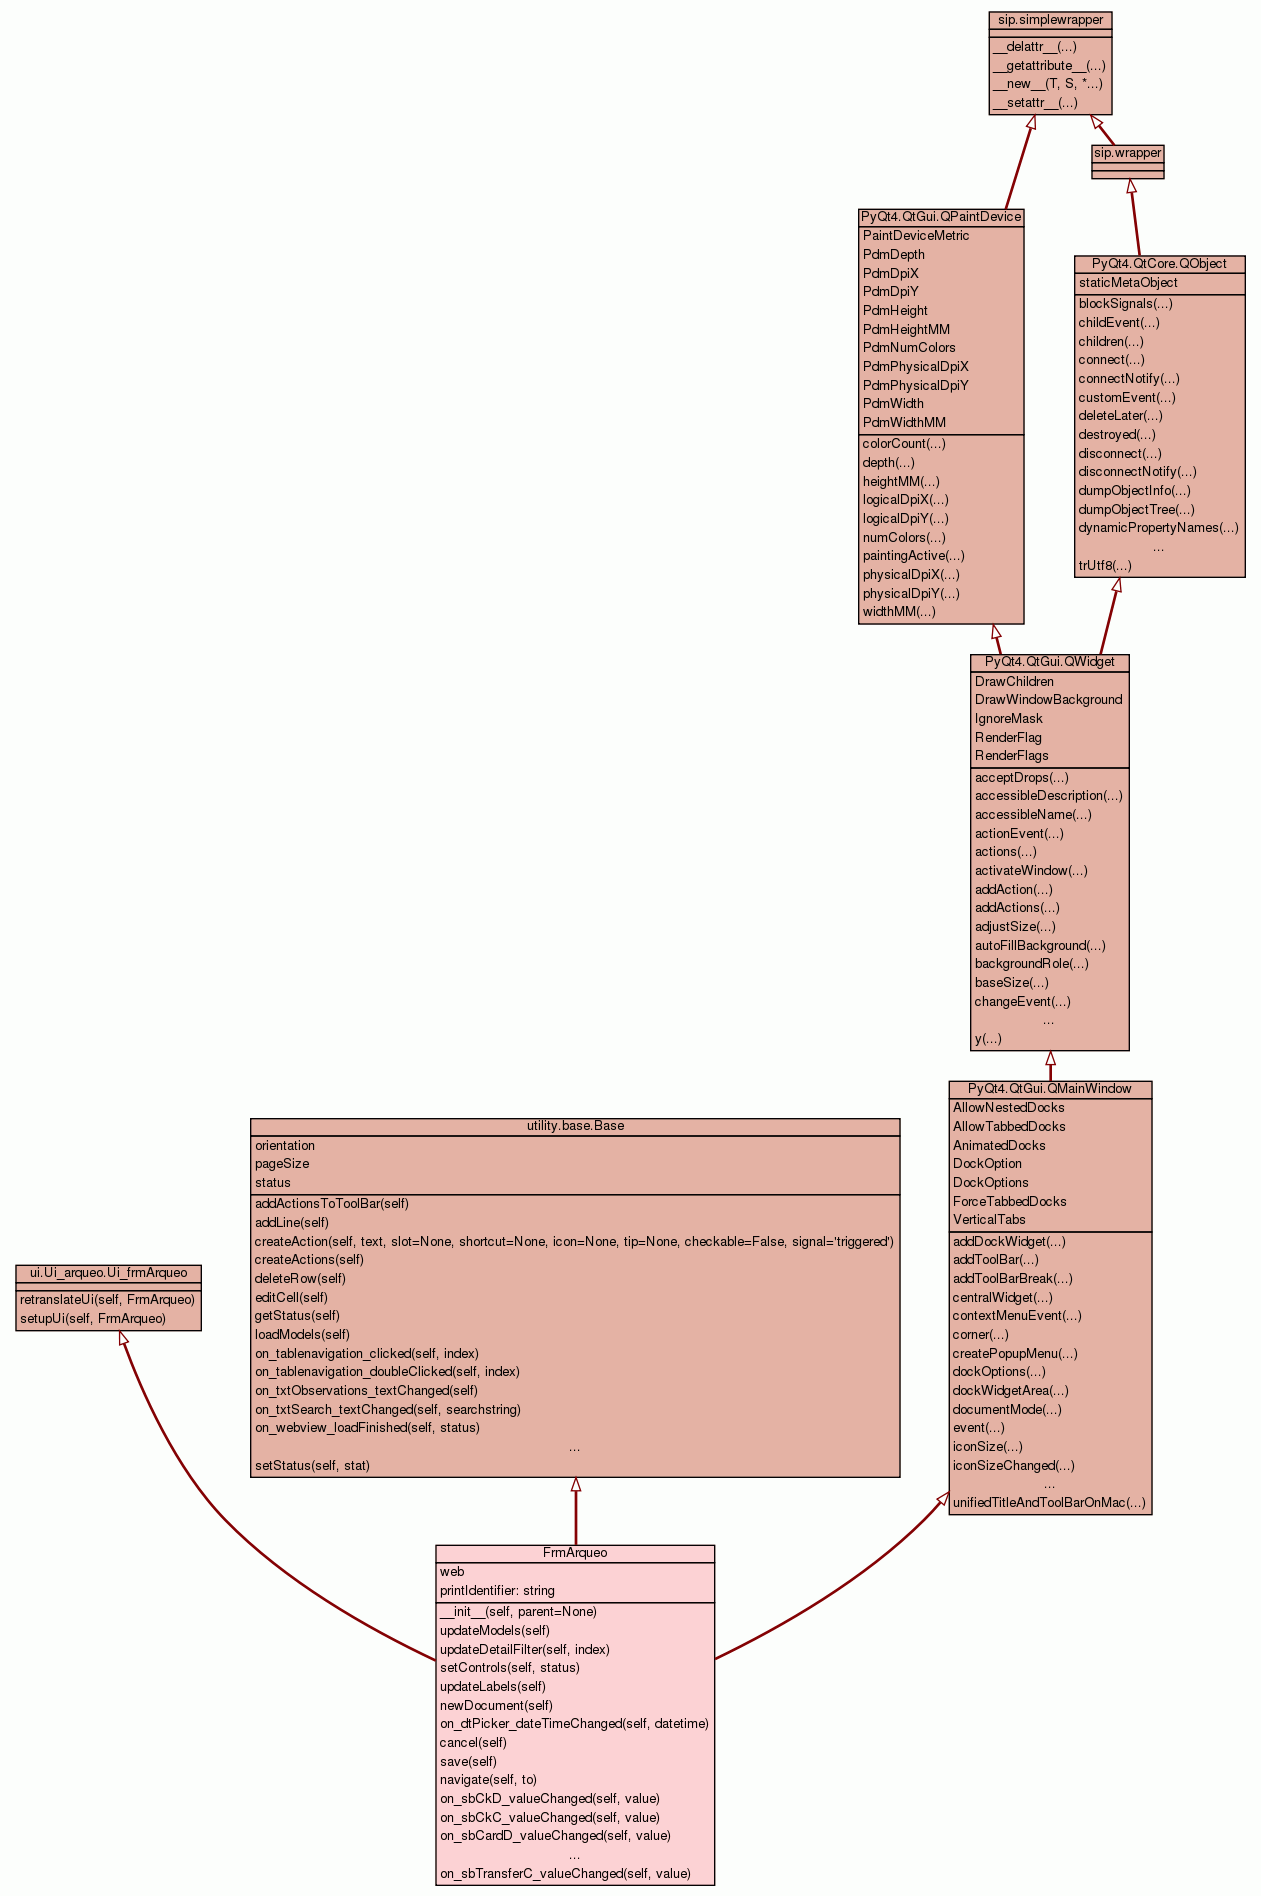 sip.simplewrapper
__delattr__(...)
__getattribute__(...)
__new__(T, S, *...)
__setattr__(...)
sip.wrapper
PyQt4.QtGui.QPaintDevice
PaintDeviceMetric
PdmDepth
PdmDpiX
PdmDpiY
PdmHeight
PdmHeightMM
PdmNumColors
PdmPhysicalDpiX
PdmPhysicalDpiY
PdmWidth
PdmWidthMM
colorCount(...)
depth(...)
heightMM(...)
logicalDpiX(...)
logicalDpiY(...)
numColors(...)
paintingActive(...)
physicalDpiX(...)
physicalDpiY(...)
widthMM(...)
PyQt4.QtCore.QObject
staticMetaObject
blockSignals(...)
childEvent(...)
children(...)
connect(...)
connectNotify(...)
customEvent(...)
deleteLater(...)
destroyed(...)
disconnect(...)
disconnectNotify(...)
dumpObjectInfo(...)
dumpObjectTree(...)
dynamicPropertyNames(...)
...
trUtf8(...)
PyQt4.QtGui.QWidget
DrawChildren
DrawWindowBackground
IgnoreMask
RenderFlag
RenderFlags
acceptDrops(...)
accessibleDescription(...)
accessibleName(...)
actionEvent(...)
actions(...)
activateWindow(...)
addAction(...)
addActions(...)
adjustSize(...)
autoFillBackground(...)
backgroundRole(...)
baseSize(...)
changeEvent(...)
...
y(...)
PyQt4.QtGui.QMainWindow
AllowNestedDocks
AllowTabbedDocks
AnimatedDocks
DockOption
DockOptions
ForceTabbedDocks
VerticalTabs
addDockWidget(...)
addToolBar(...)
addToolBarBreak(...)
centralWidget(...)
contextMenuEvent(...)
corner(...)
createPopupMenu(...)
dockOptions(...)
dockWidgetArea(...)
documentMode(...)
event(...)
iconSize(...)
iconSizeChanged(...)
...
unifiedTitleAndToolBarOnMac(...)
utility.base.Base
orientation
pageSize
status
addActionsToToolBar(self)
addLine(self)
createAction(self, text, slot=None, shortcut=None, icon=None, tip=None, checkable=False, signal='triggered')
createActions(self)
deleteRow(self)
editCell(self)
getStatus(self)
loadModels(self)
on_tablenavigation_clicked(self, index)
on_tablenavigation_doubleClicked(self, index)
on_txtObservations_textChanged(self)
on_txtSearch_textChanged(self, searchstring)
on_webview_loadFinished(self, status)
...
setStatus(self, stat)
ui.Ui_arqueo.Ui_frmArqueo
retranslateUi(self, FrmArqueo)
setupUi(self, FrmArqueo)
FrmArqueo
web
printIdentifier: string
__init__(self, parent=None)
updateModels(self)
updateDetailFilter(self, index)
setControls(self, status)
updateLabels(self)
newDocument(self)
on_dtPicker_dateTimeChanged(self, datetime)
cancel(self)
save(self)
navigate(self, to)
on_sbCkD_valueChanged(self, value)
on_sbCkC_valueChanged(self, value)
on_sbCardD_valueChanged(self, value)
...
on_sbTransferC_valueChanged(self, value)